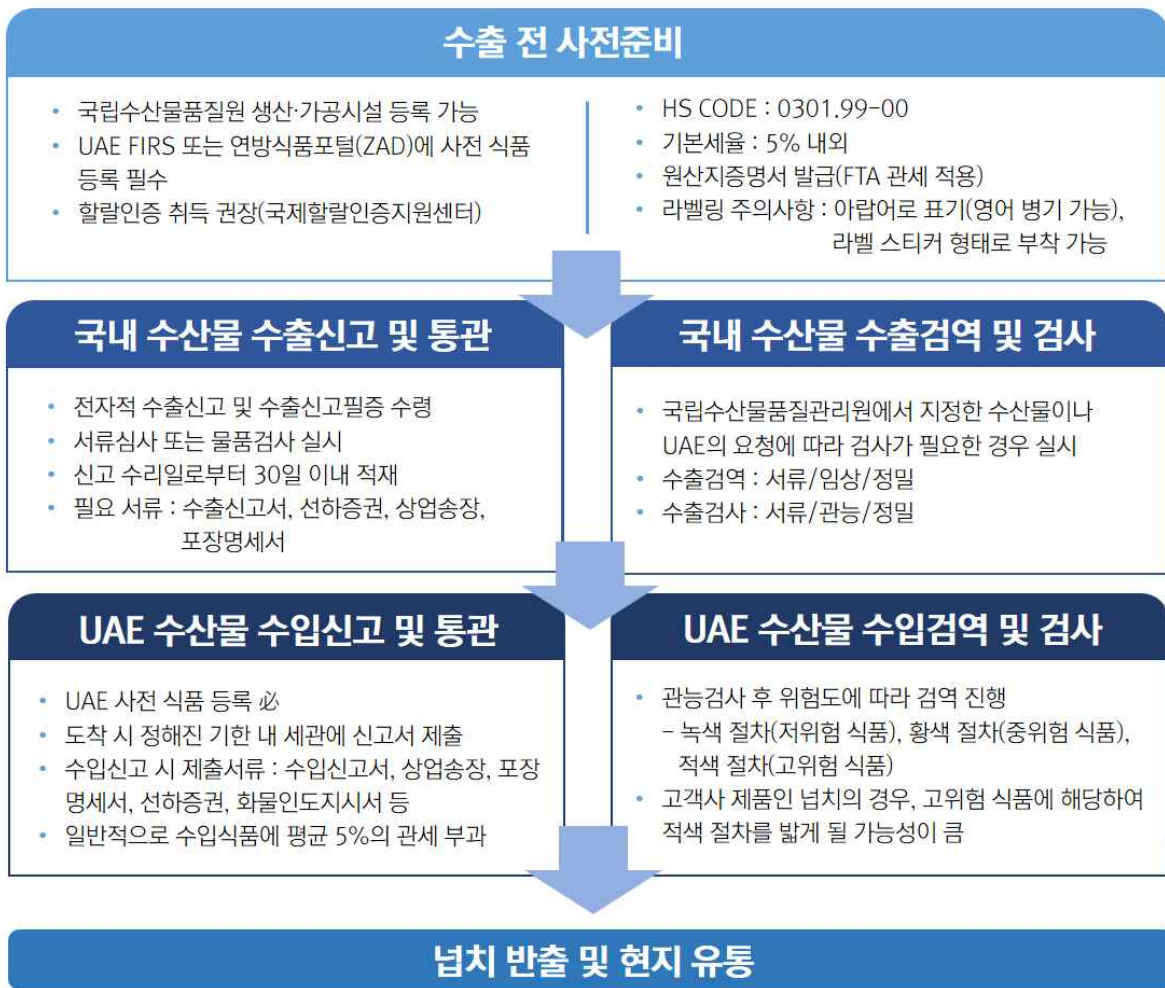 수출 전 사전준비
• 국립수산물품질원 생산·가공시설 등록 가능
• UAE FIRS 또는 연방식품포털(ZAD)에 사전 식품
등록 필수
• 할랄인증 취득 권장(국제할랄인증지원센터)
• HS CODE : 0301.99-00
• 기본세율 : 5% 내외
• 원산지증명서 발급(FTA 관세 적용)
• 라벨링 주의사항 : 아랍어로 표기(영어 병기 가능),
라벨 스티커 형태로 부착 가능
국내 수산물 수출신고 및 통관
• 전자적 수출신고 및 수출신고필증 수령
• 서류심사 또는 물품검사 실시
• 신고 수리일로부터 30일 이내 적재
• 필요 서류 : 수출신고서, 선하증권, 상업송장,
포장명세서
국내 수산물 수출검역 및 검사
• 국립수산물품질관리원에서 지정한 수산물이나
UAE의 요청에 따라 검사가 필요한 경우 실시
• 수출검역 : 서류/임상/정밀
• 수출검사 : 서류/관능/정밀
UAE 수산물 수입신고 및 통관
• UAE 사전 식품 등록 必
• 도착 시 정해진 기한 내 세관에 신고서 제출
• 수입신고 시 제출서류 : 수입신고서, 상업송장, 포장
명세서, 선하증권, 화물인도지시서 등
• 일반적으로 수입식품에 평균 5%의 관세 부과
UAE 수산물 수입검역 및 검사
• 관능검사 후 위험도에 따라 검역 진행
- 녹색 절차(저위험 식품), 황색 절차(중위험 식품),
적색 절차(고위험 식품)
• 고객사 제품인 넙치의 경우, 고위험 식품에 해당하여
적색 절차를 밟게 될 가능성이 큼
넙치 반출 및 현지 유통